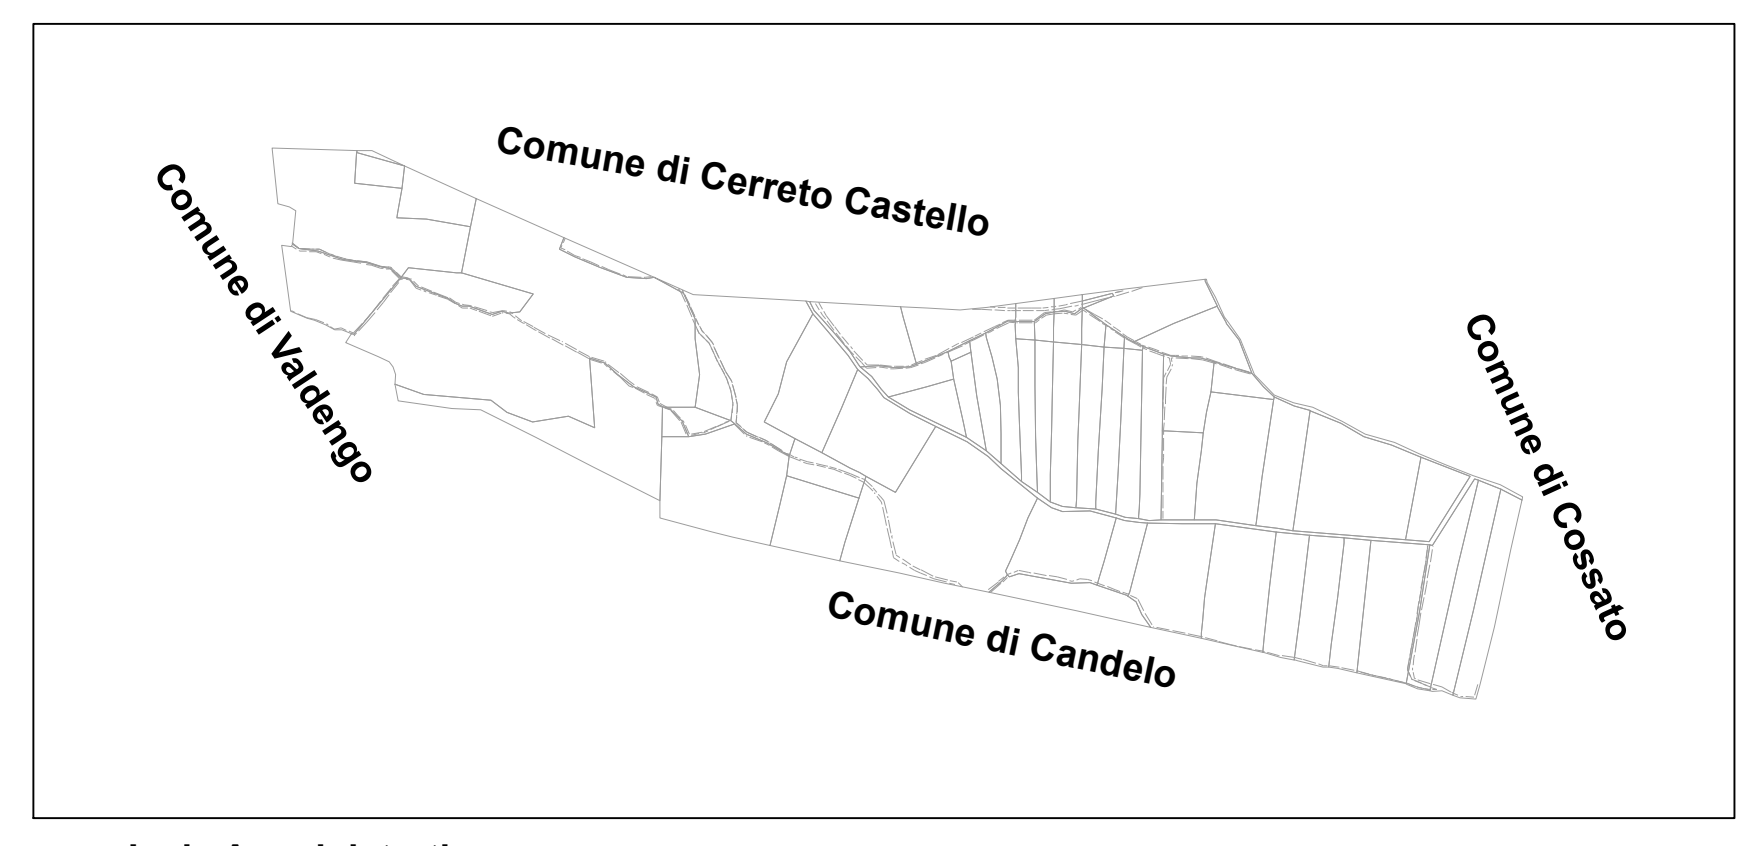 Comune di Cerreto Castello
Comune di Valdengo
Comune di Cossato
Comune di Candelo